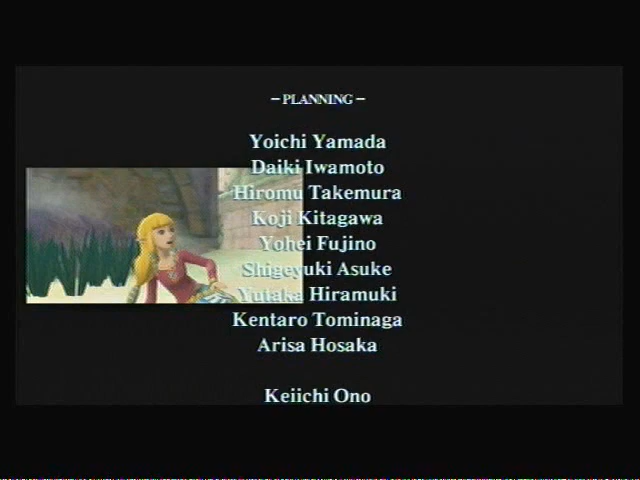 – PLANNING –
Yoichi Yamada
Daiki Iwamoto
Hiromu Takemura
Koji Kitagawa
Yohei Fujino
Shigeyuki Asuke
Yutaka Hiramuki
Kentaro Tominaga
Arisa Hosaka
Keiichi Ono